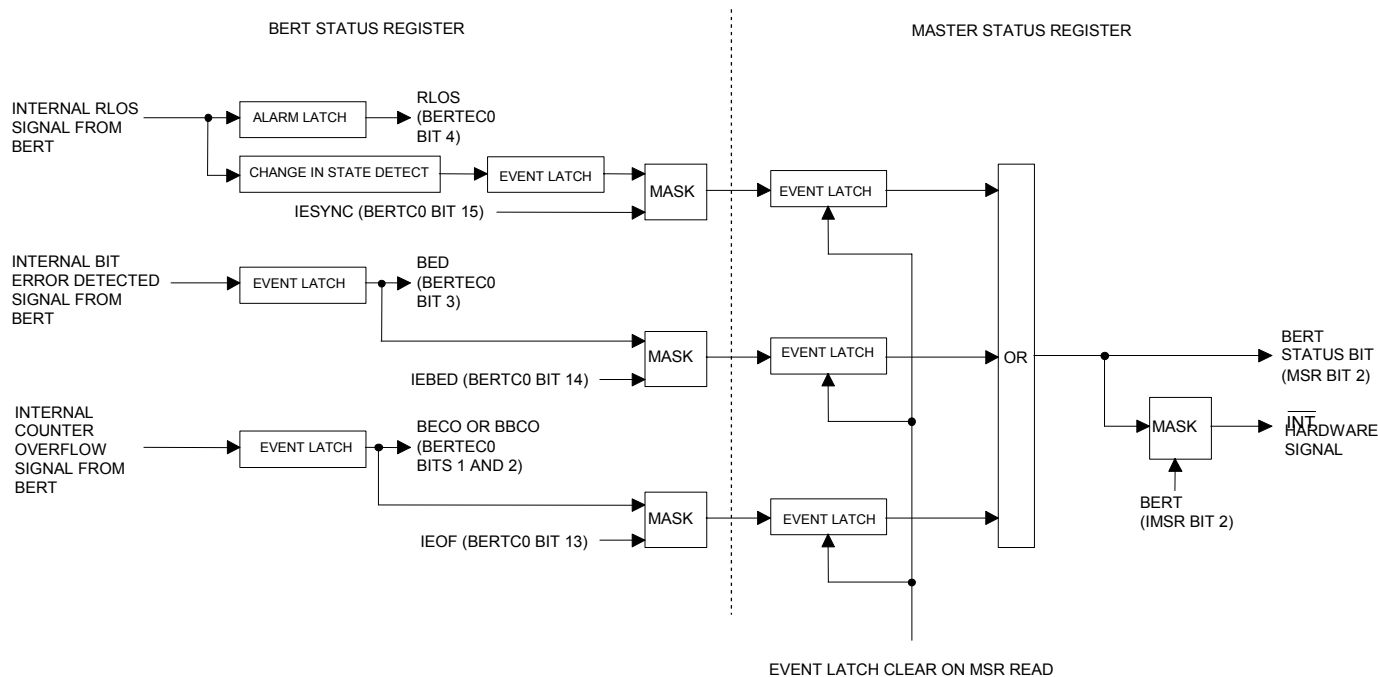 BERT STATUS REGISTER
MASTER STATUS REGISTER
INTERNAL RLOS
SIGNAL FROM
BERT
ALARM LATCH
RLOS
(BERTEC0
BIT 4)
CHANGE IN STATE DETECT
EVENT LATCH
MASK
IESYNC (BERTC0 BIT 15)
EVENT LATCH
INTERNAL BIT
ERROR DETECTED
SIGNAL FROM
BERT
EVENT LATCH
BED
(BERTEC0
BIT 3)
MASK
IEBED (BERTC0 BIT 14)
EVENT LATCH
OR
BERT
STATUS BIT
(MSR BIT 2)
INTERNAL
COUNTER
OVERFLOW
SIGNAL FROM
BERT
EVENT LATCH
BECO OR BBCO
(BERTEC0
BITS 1 AND 2)
MASK
INT
HARDWARE
SIGNAL
BERT
(IMSR BIT 2)
MASK
IEOF (BERTC0 BIT 13)
EVENT LATCH
EVENT LATCH CLEAR ON MSR READ